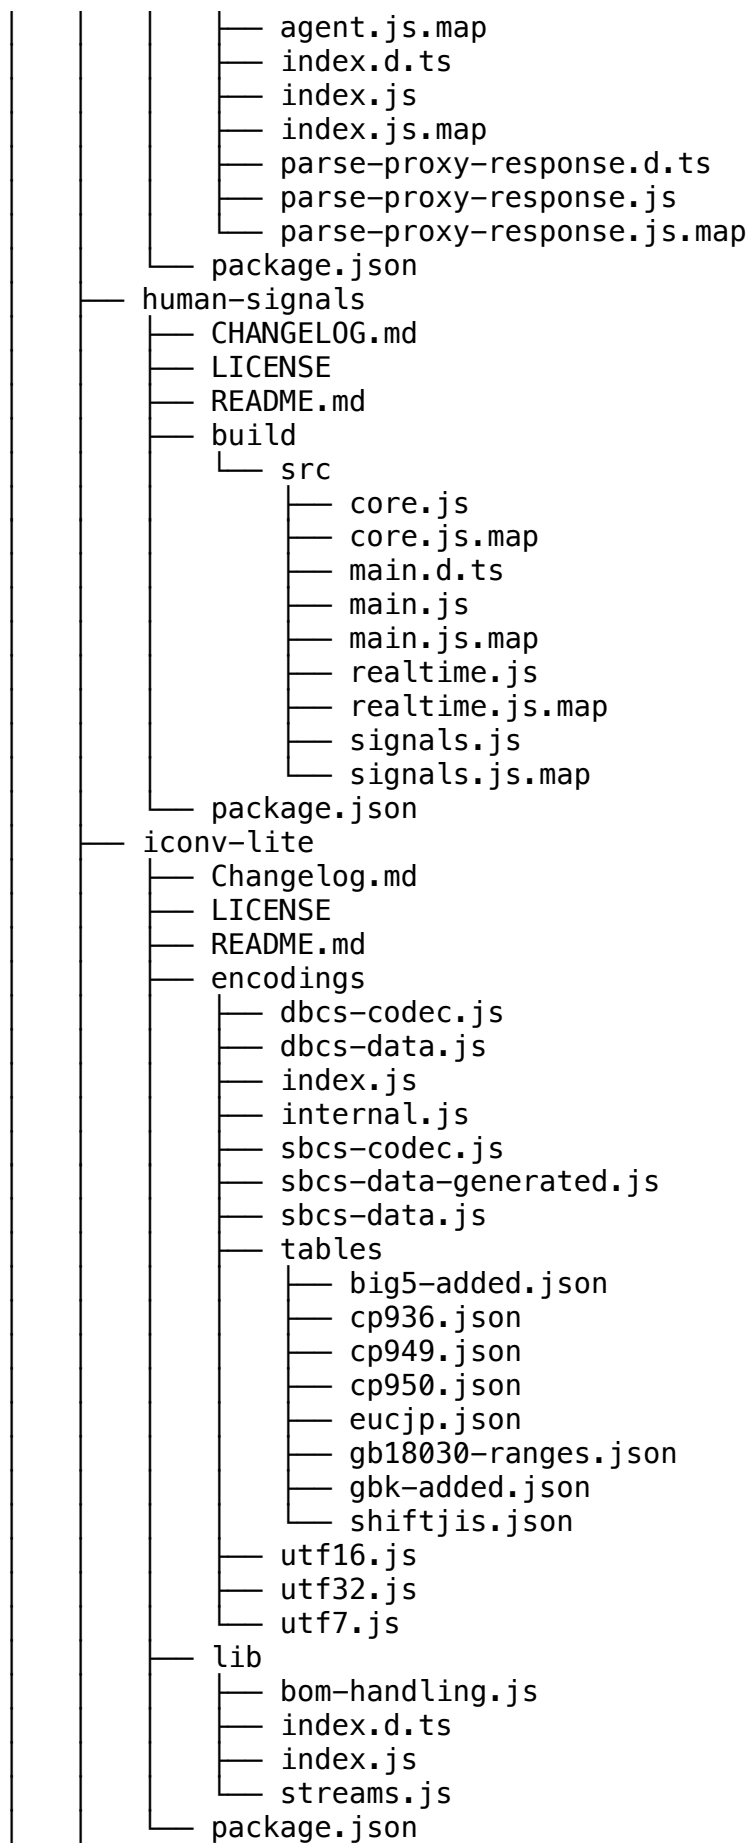 │   │   │   ├── agent.js.map
│   │   │   ├── index.d.ts
│   │   │   ├── index.js
│   │   │   ├── index.js.map
│   │   │   ├── parse-proxy-response.d.ts
│   │   │   ├── parse-proxy-response.js
│   │   │   └── parse-proxy-response.js.map
│   │   └── package.json
│   ├── human-signals
│   │   ├── CHANGELOG.md
│   │   ├── LICENSE
│   │   ├── README.md
│   │   ├── build
│   │   │   └── src
│   │   │       ├── core.js
│   │   │       ├── core.js.map
│   │   │       ├── main.d.ts
│   │   │       ├── main.js
│   │   │       ├── main.js.map
│   │   │       ├── realtime.js
│   │   │       ├── realtime.js.map
│   │   │       ├── signals.js
│   │   │       └── signals.js.map
│   │   └── package.json
│   ├── iconv-lite
│   │   ├── Changelog.md
│   │   ├── LICENSE
│   │   ├── README.md
│   │   ├── encodings
│   │   │   ├── dbcs-codec.js
│   │   │   ├── dbcs-data.js
│   │   │   ├── index.js
│   │   │   ├── internal.js
│   │   │   ├── sbcs-codec.js
│   │   │   ├── sbcs-data-generated.js
│   │   │   ├── sbcs-data.js
│   │   │   ├── tables
│   │   │   │   ├── big5-added.json
│   │   │   │   ├── cp936.json
│   │   │   │   ├── cp949.json
│   │   │   │   ├── cp950.json
│   │   │   │   ├── eucjp.json
│   │   │   │   ├── gb18030-ranges.json
│   │   │   │   ├── gbk-added.json
│   │   │   │   └── shiftjis.json
│   │   │   ├── utf16.js
│   │   │   ├── utf32.js
│   │   │   └── utf7.js
│   │   ├── lib
│   │   │   ├── bom-handling.js
│   │   │   ├── index.d.ts
│   │   │   ├── index.js
│   │   │   └── streams.js
│   │   └── package.json